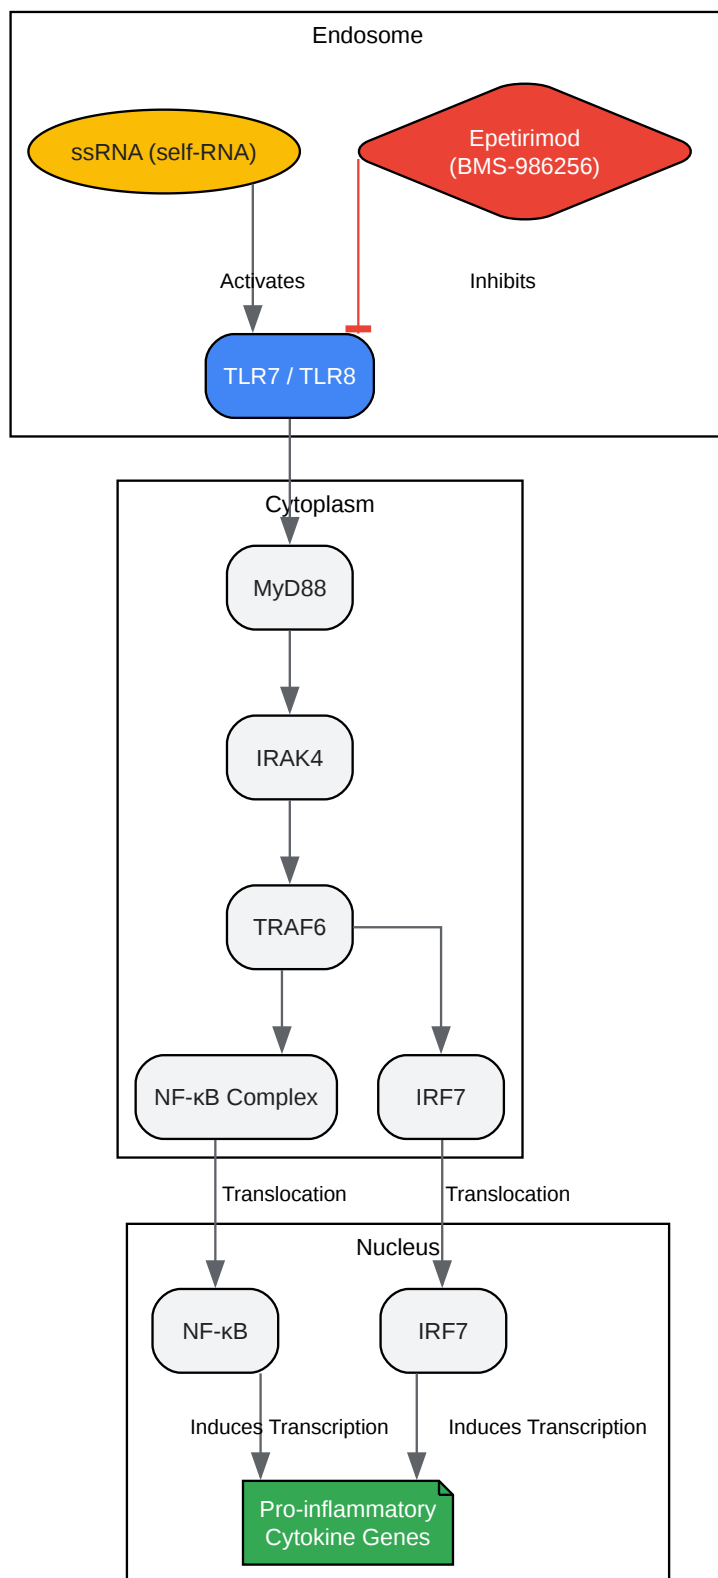 Endosome
ssRNA (self-RNA)
Epetirimod
(BMS-986256)
Activates
Inhibits
TLR7 / TLR8
Cytoplasm
MyD88
IRAK4
TRAF6
NF-κB Complex
IRF7
Translocation
Translocation
Nucleus
NF-κB
IRF7
Induces Transcription
Induces Transcription
Pro-inflammatory
Cytokine Genes